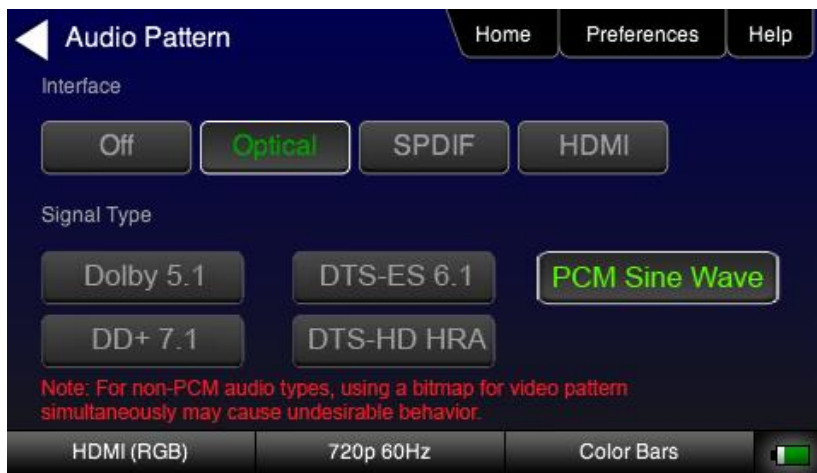 Audio Pattern
Home
Preferences
Help
Interface
Off
Optical
SPDIF
HDMI
Signal Type
Dolby 5.1
DTS-ES 6.1
PCM Sine Wave
DD+ 7.1
DTS-HD HRA
Note: For non-PCM audio types, using a bitmap for video pattern
simultaneously may cause undesirable behavior.
HDMI (RGB)
720p 60Hz
Color Bars